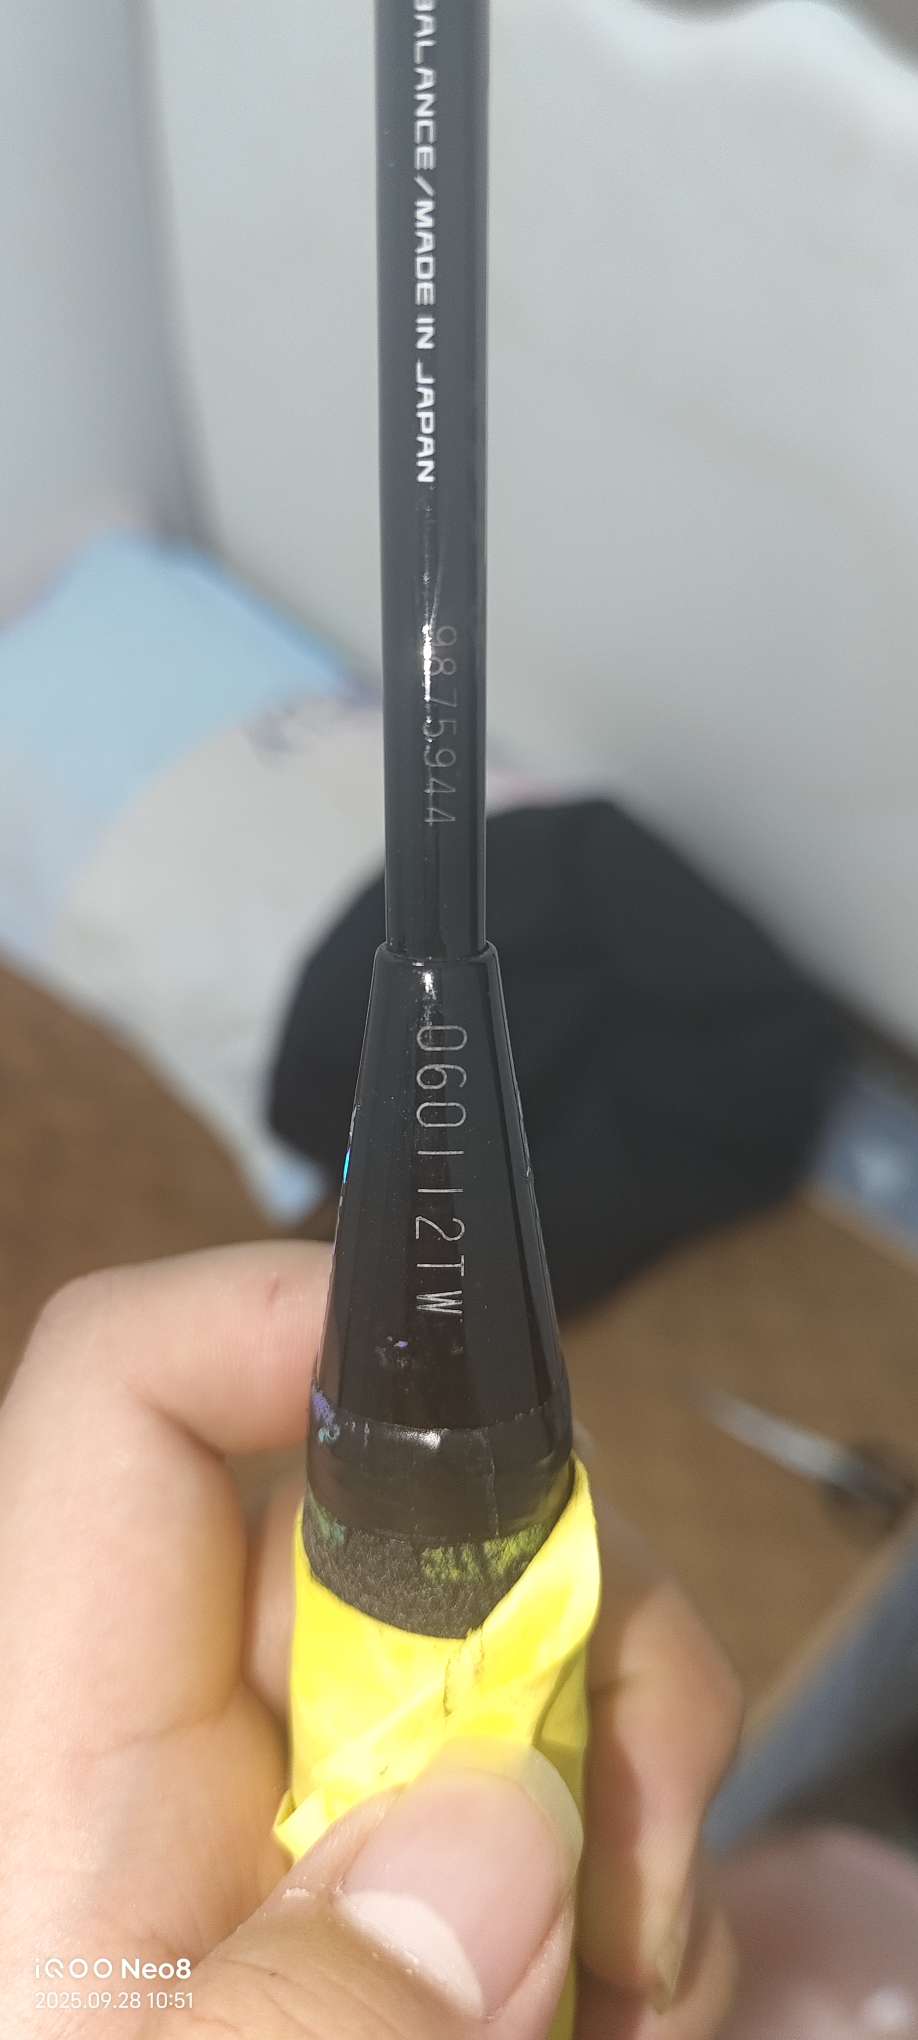 BALANCE/MADE IN JAPAN
9875944
060112TW
iQOO Neo8
2025.09.28 10:51